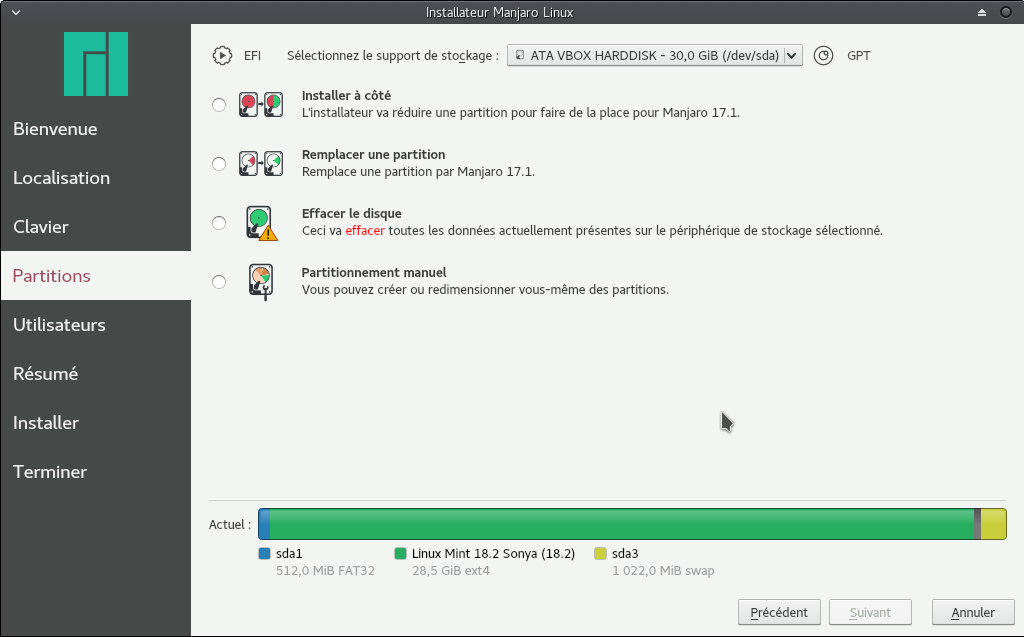 Installateur Manjaro Linux
EFI
Sélectionnez le support de stockage :
ATA VBOX HARDDISK - 30,0 GiB (/dev/sda)
GPT
Bienvenue
Localisation
Clavier
Partitions
Utilisateurs
Résumé
Installer
Terminer
Installer à côté
L'installateur va réduire une partition pour faire de la place pour Manjaro 17.1.
Remplacer une partition
Remplace une partition par Manjaro 17.1.
Effacer le disque
Ceci va effacer toutes les données actuellement présentes sur le périphérique de stockage sélectionné.
Partitionnement manuel
Vous pouvez créer ou redimensionner vous-même des partitions.
Actuel :
sda1
512,0 MiB FAT32
Linux Mint 18.2 Sonya (18.2)
28,5 GiB ext4
sda3
1 022,0 MiB swap
Précédent
Suivant
Annuler